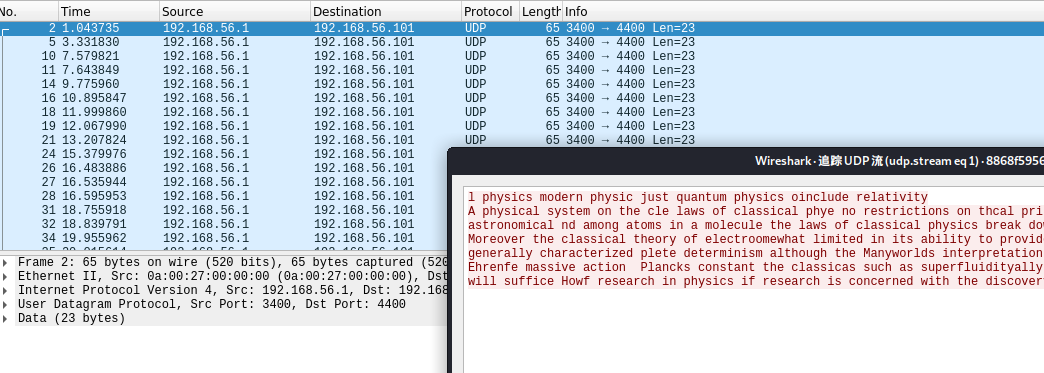 No. Time Source Destination Protocol Length Info
2 1.043735 192.168.56.1 192.168.56.101 UDP 65 3400 → 4400 Len=23
5 3.331830 192.168.56.1 192.168.56.101 UDP 65 3400 → 4400 Len=23
10 7.579821 192.168.56.1 192.168.56.101 UDP 65 3400 → 4400 Len=23
11 7.643849 192.168.56.1 192.168.56.101 UDP 65 3400 → 4400 Len=23
14 9.775960 192.168.56.1 192.168.56.101 UDP 65 3400 → 4400 Len=23
16 10.895847 192.168.56.1 192.168.56.101 UDP 65 3400 → 4400 Len=23
18 11.999860 192.168.56.1 192.168.56.101 UDP 65 3400 → 4400 Len=23
19 12.067990 192.168.56.1 192.168.56.101 UDP 65 3400 → 4400 Len=23
21 13.207824 192.168.56.1 192.168.56.101 UDP 65 3400 → 4400 Len=23
24 15.379976 192.168.56.1 192.168.56.101
26 16.483886 192.168.56.1 192.168.56.101
27 16.535944 192.168.56.1 192.168.56.101
28 16.595953 192.168.56.1 192.168.56.101
31 18.755918 192.168.56.1 192.168.56.101
32 18.839791 192.168.56.1 192.168.56.101
34 19.955962 192.168.56.1 192.168.56.101
Frame 2: 65 bytes on wire (520 bits), 65 bytes captured (520
Ethernet II, Src: 0a:00:27:00:00:00 (0a:00:27:00:00:00), Dst
Internet Protocol Version 4, Src: 192.168.56.1, Dst: 192.168
User Datagram Protocol, Src Port: 3400, Dst Port: 4400
Data (23 bytes)
Wireshark · 追踪 UDP 流 (udp.stream eq 1) · 8868f5956
l physics modern physic just quantum physics oinclude relativity
A physical system on the cle laws of classical phye no restrictions on thcal pri
astronomical nd among atoms in a molecule the laws of classical physics break do
Moreover the classical theory of electroomewhat limited in its ability to provid
generally characterized plete determinism although the Manyworlds interpretation
Ehrenfe massive action  Plancks constant the classicas such as superfluidityally
will suffice Howf research in physics if research is concerned with the discover